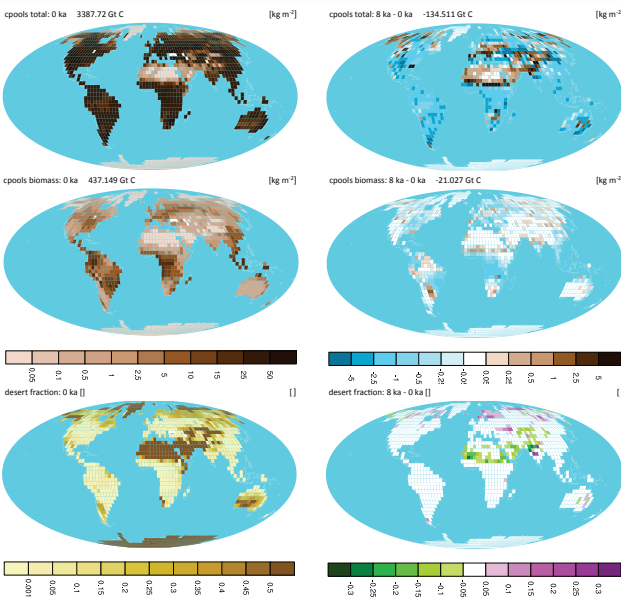 cpools total: 0 ka 3387.72 Gt C [kg m⁻²]
cpools total: 8 ka - 0 ka -134.511 Gt C [kg m⁻²
cpools biomass: 0 ka 437.149 Gt C [kg m⁻²]
cpools biomass: 8 ka - 0 ka -21.027 Gt C [kg m⁻²
0.05 0.1 0.5 1 2.5 5 10 15 25 50
-5 -2.5 -1 -0.5 -0.25 -0.05 0.05 0.25 0.5 1 2.5 5
desert fraction: 0 ka [] [ ]
desert fraction: 8 ka - 0 ka [] [
0.001 0.05 0.1 0.15 0.2 0.25 0.3 0.35 0.4 0.45 0.5
-0.3 -0.25 -0.2 -0.15 -0.1 -0.05 0.05 0.1 0.15 0.2 0.25 0.3